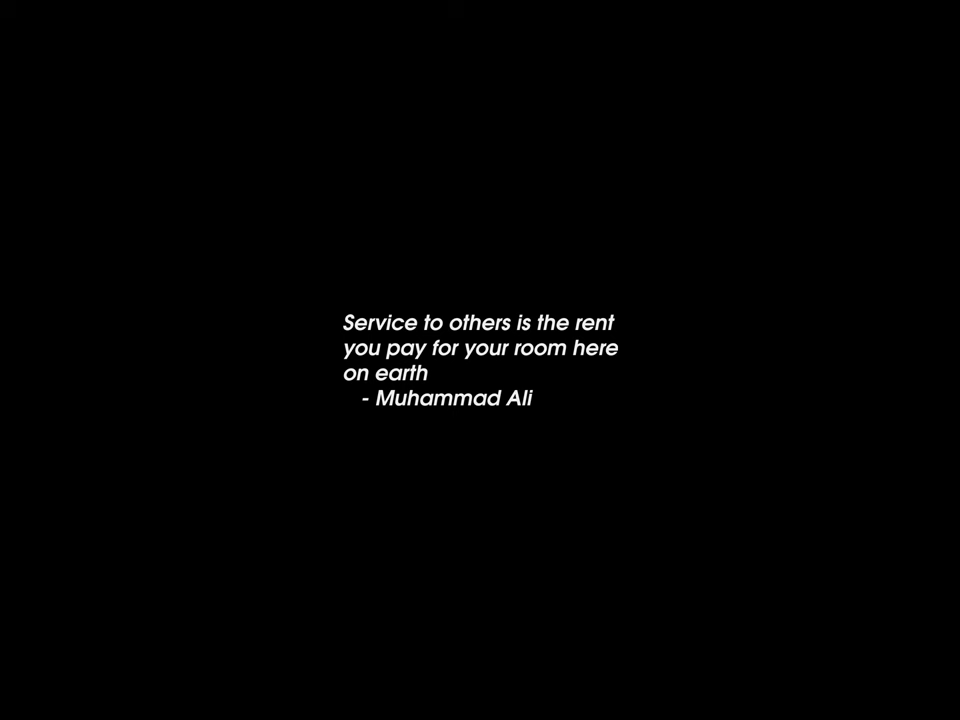 Service to others is the rent
you pay for your room here
on earth
- Muhammad Ali